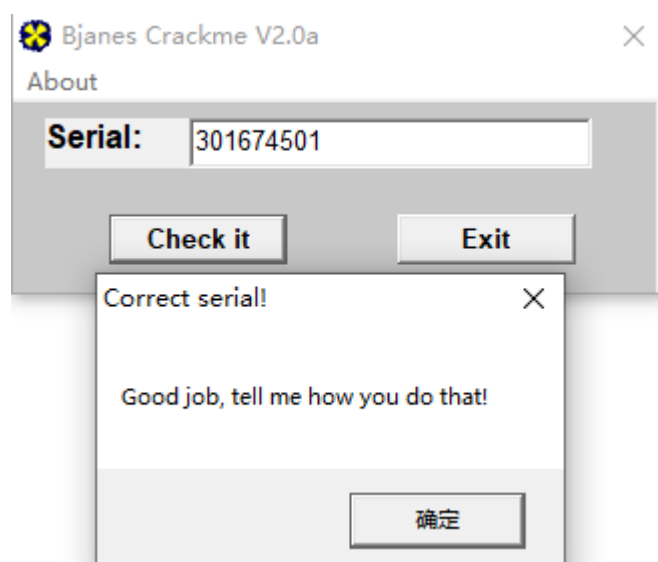 Bjanes Crackme V2.0a
About
Serial: 301674501
Check it Exit
Correct serial!
Good job, tell me how you do that!
确定